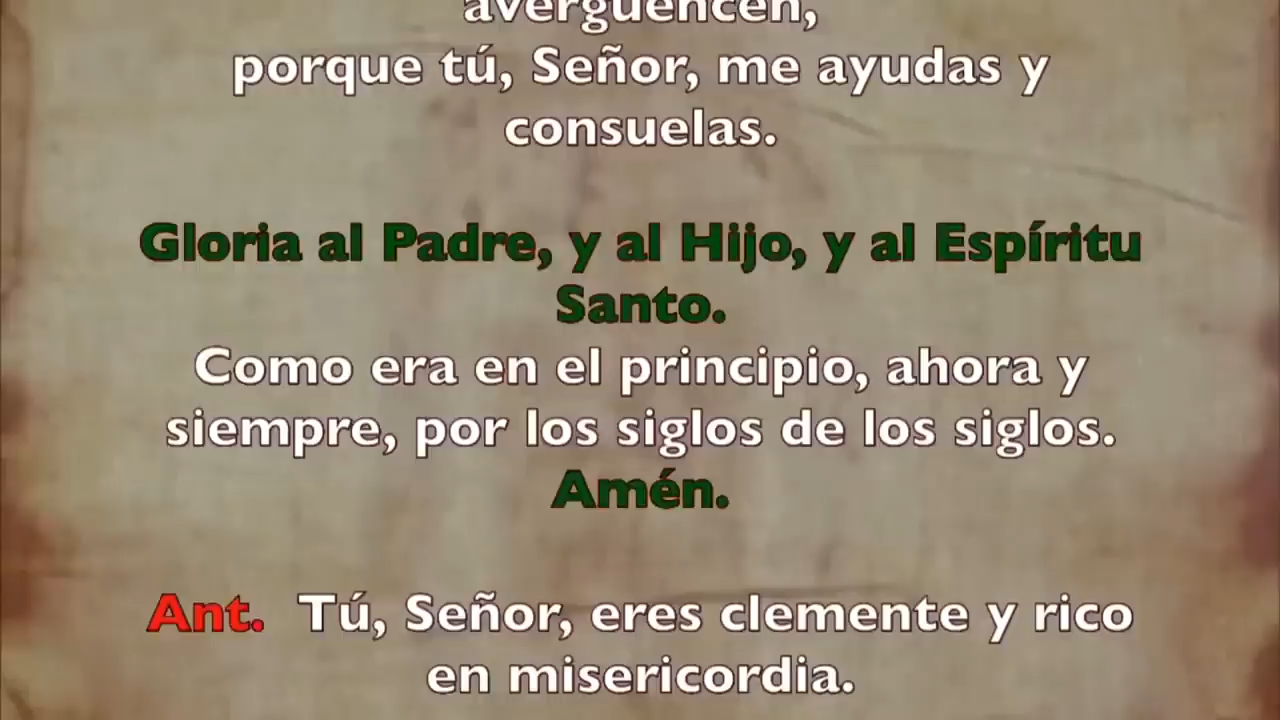 avergüencen,
porque tú, Señor, me ayudas y
consuelas.
Gloria al Padre, y al Hijo, y al Espíritu
Santo.
Como era en el principio, ahora y
siempre, por los siglos de los siglos.
Amén.
Ant. Tú, Señor, eres clemente y rico
en misericordia.